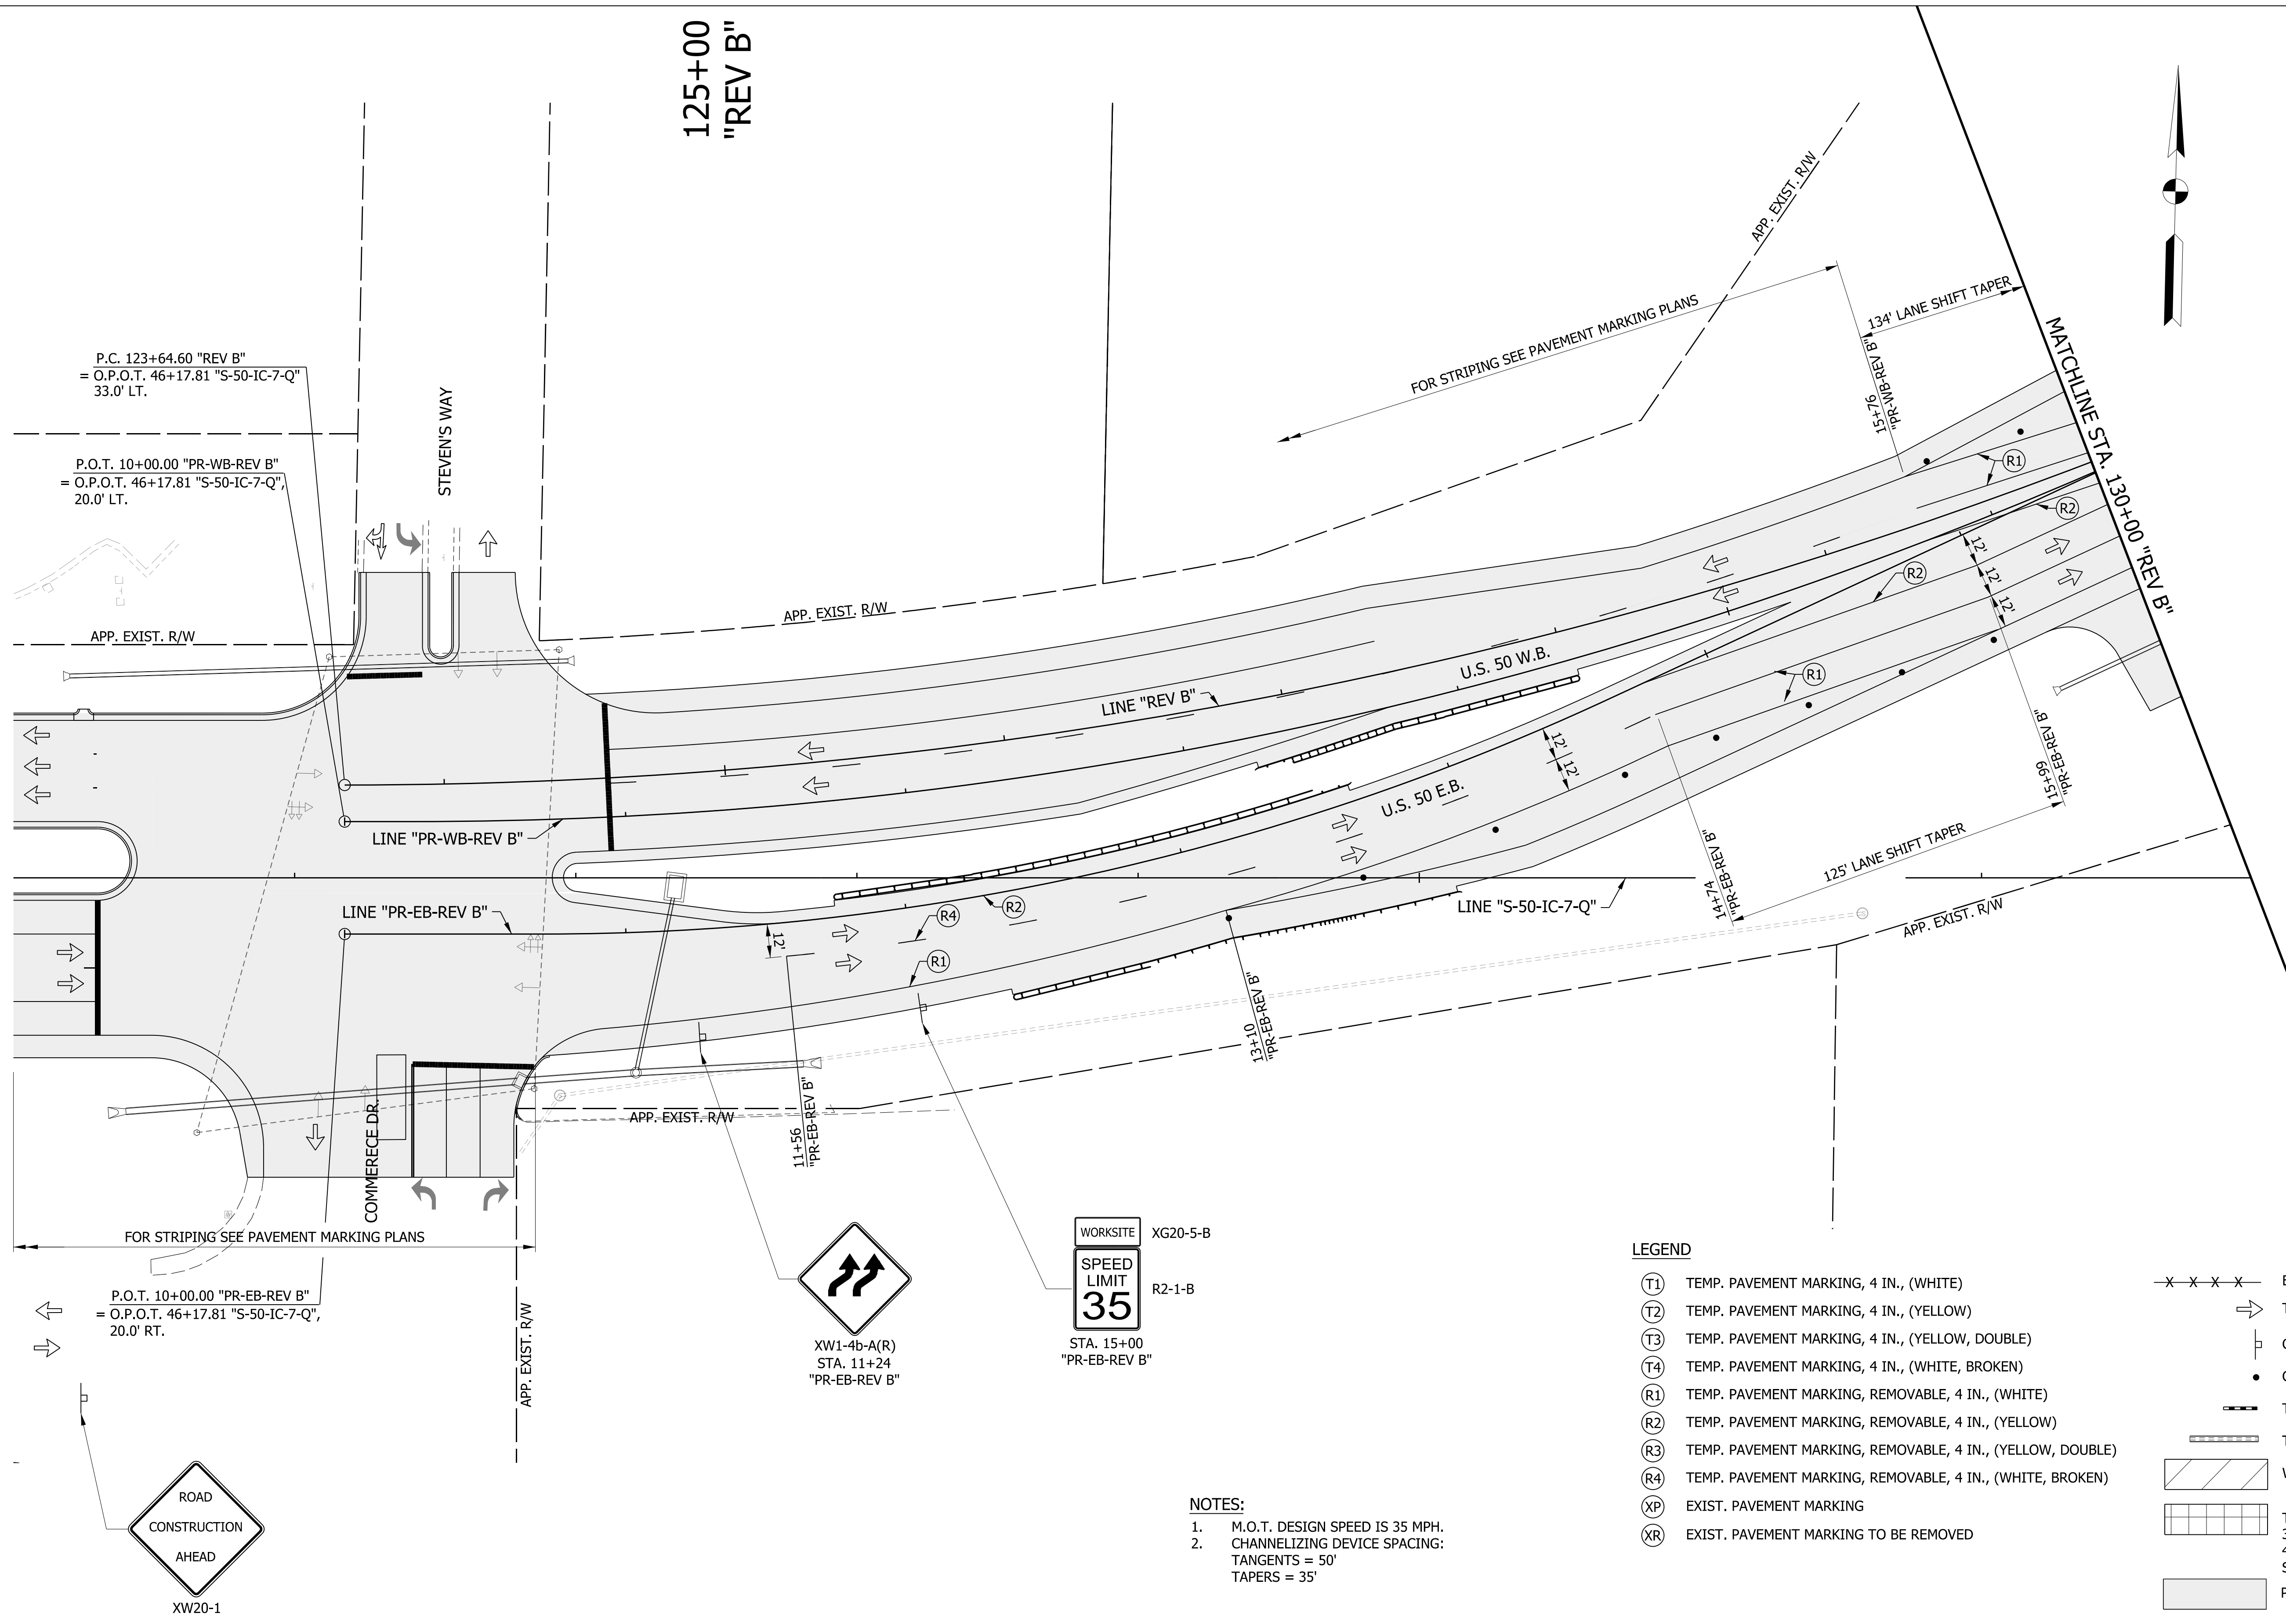 125+00
"REV B"
P.C. 123+64.60 "REV B"
= O.P.O.T. 46+17.81 "S-50-IC-7-Q"
33.0' LT.
P.O.T. 10+00.00 "PR-WB-REV B"
= O.P.O.T. 46+17.81 "S-50-IC-7-Q",
20.0' LT.
STEVEN'S WAY
APP. EXIST. R/W
APP. EXIST. R/W
APP. EXIST. R/W
FOR STRIPING SEE PAVEMENT MARKING PLANS
134' LANE SHIFT TAPER
15+76
"PR-WB-REV B"
MATCHLINE STA. 130+00 "REV B"
R1
R2
R2
12'
12'
12'
U.S. 50 W.B.
LINE "REV B"
R1
LINE "PR-WB-REV B"
12'
12'
U.S. 50 E.B.
15+99
"PR-EB-REV B"
125' LANE SHIFT TAPER
14+74
"PR-EB-REV B"
LINE "PR-EB-REV B"
R4
R2
LINE "S-50-IC-7-Q"
APP. EXIST. R/W
12'
R1
13+10
"PR-EB-REV B"
11+56
"PR-EB-REV B"
APP. EXIST. R/W
COMMERECE DR.
FOR STRIPING SEE PAVEMENT MARKING PLANS
P.O.T. 10+00.00 "PR-EB-REV B"
= O.P.O.T. 46+17.81 "S-50-IC-7-Q",
20.0' RT.
APP. EXIST. R/W
XW1-4b-A(R)
STA. 11+24
"PR-EB-REV B"
WORKSITE
XG20-5-B
SPEED
LIMIT
35
R2-1-B
STA. 15+00
"PR-EB-REV B"
ROAD
CONSTRUCTION
AHEAD
XW20-1
NOTES:
1. M.O.T. DESIGN SPEED IS 35 MPH.
2. CHANNELIZING DEVICE SPACING:
TANGENTS = 50'
TAPERS = 35'
LEGEND
T1 TEMP. PAVEMENT MARKING, 4 IN., (WHITE)
T2 TEMP. PAVEMENT MARKING, 4 IN., (YELLOW)
T3 TEMP. PAVEMENT MARKING, 4 IN., (YELLOW, DOUBLE)
T4 TEMP. PAVEMENT MARKING, 4 IN., (WHITE, BROKEN)
R1 TEMP. PAVEMENT MARKING, REMOVABLE, 4 IN., (WHITE)
R2 TEMP. PAVEMENT MARKING, REMOVABLE, 4 IN., (YELLOW)
R3 TEMP. PAVEMENT MARKING, REMOVABLE, 4 IN., (YELLOW, DOUBLE)
R4 TEMP. PAVEMENT MARKING, REMOVABLE, 4 IN., (WHITE, BROKEN)
XP EXIST. PAVEMENT MARKING
XR EXIST. PAVEMENT MARKING TO BE REMOVED
X X X X